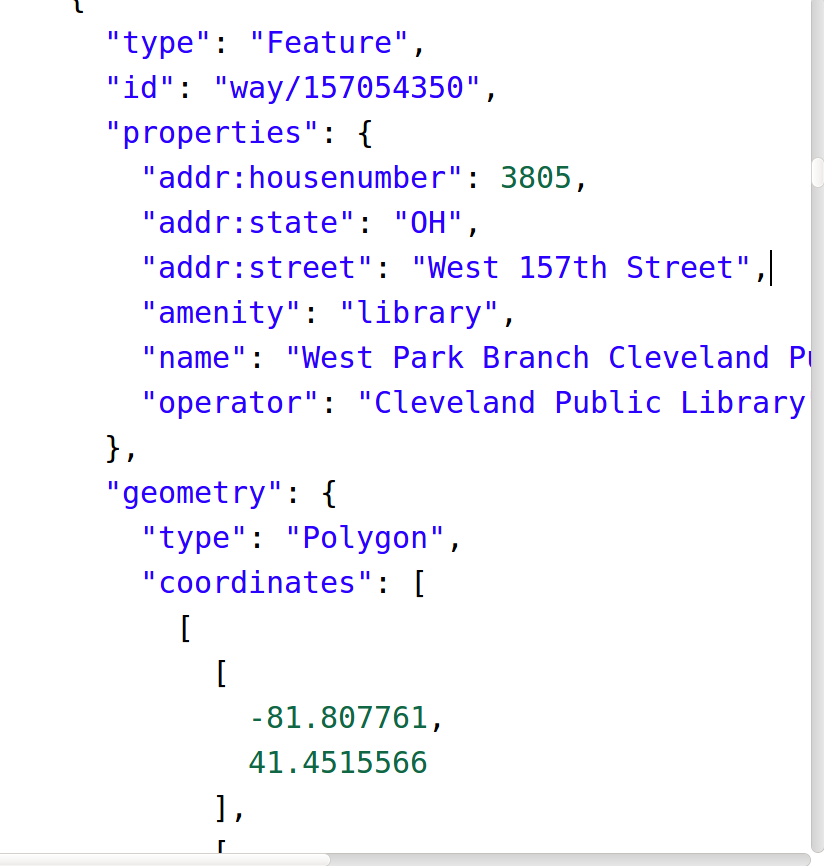 {
"type": "Feature",
"id": "way/157054350",
"properties": {
"addr:housenumber": 3805,
"addr:state": "OH",
"addr:street": "West 157th Street",
"amenity": "library",
"name": "West Park Branch Cleveland
"operator": "Cleveland Public Library
},
"geometry": {
"type": "Polygon",
"coordinates": [
[
[
-81.807761,
41.4515566
],
[